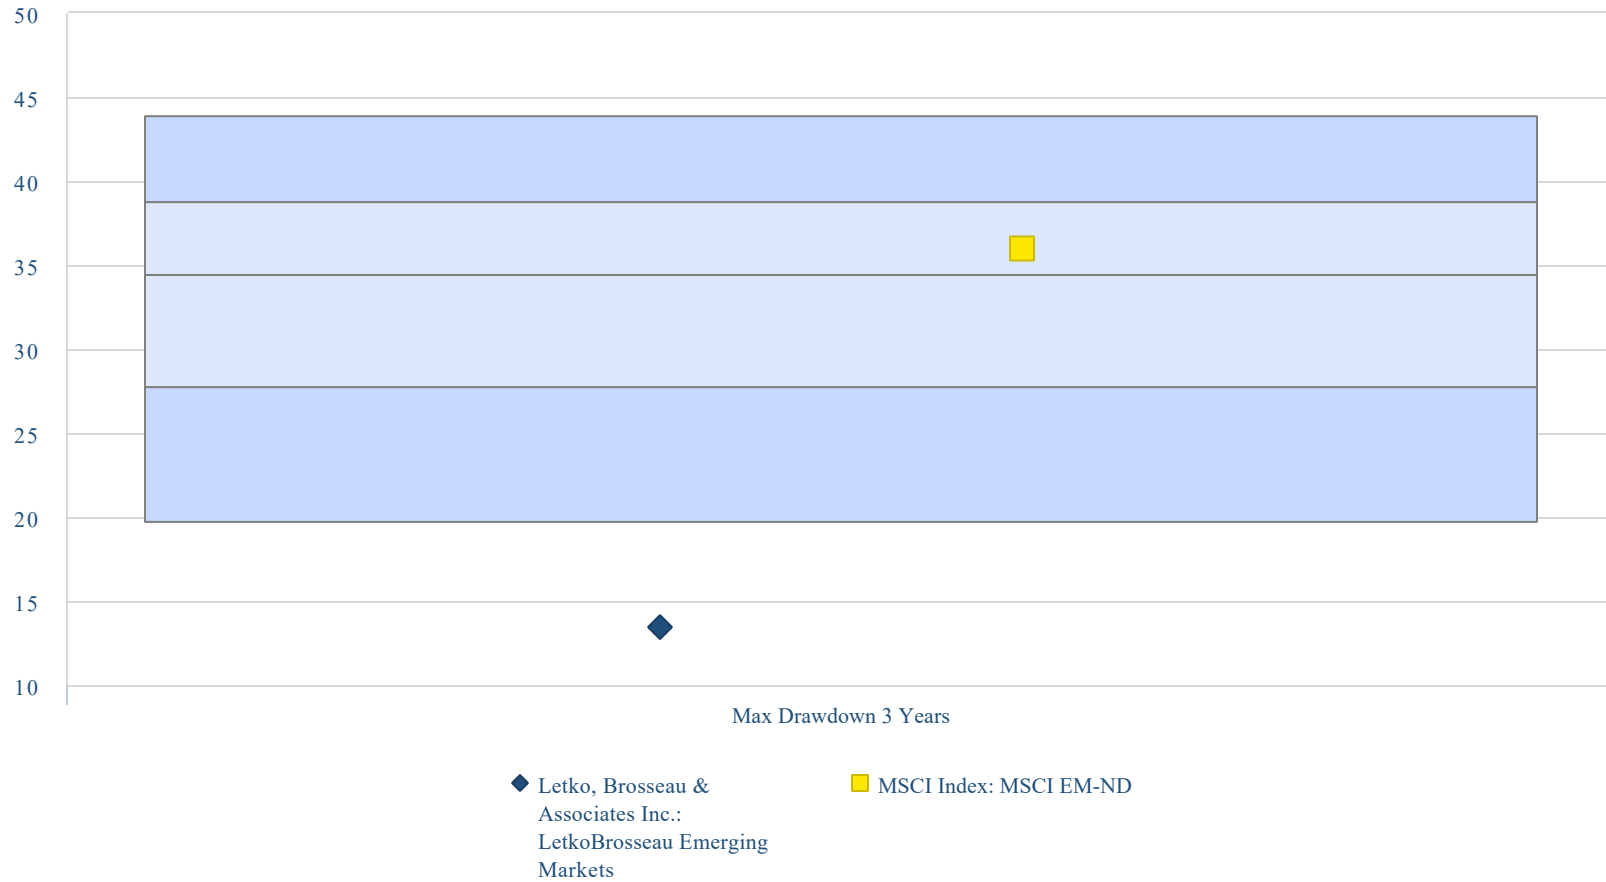 50
45
40
35
30
25
20
15
10
Max Drawdown 3 Years
Letko, Brosseau &
Associates Inc.:
LetkoBrosseau Emerging
Markets
MSCI Index: MSCI EM-ND